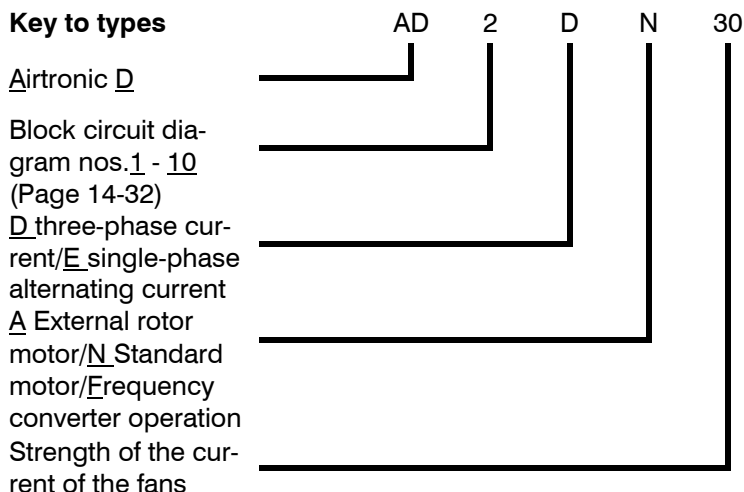 Key to types AD 2 D N 30
Airtronic D
Block circuit dia-
gram nos.1 - 10
(Page 14-32)
D three-phase cur-
rent/E single-phase
alternating current
A External rotor
motor/N Standard
motor/Frequency
converter operation
Strength of the cur-
rent of the fans